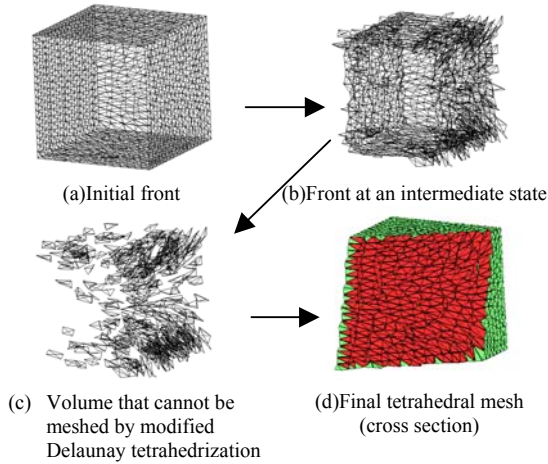 (a)Initial front
(b)Front at an intermediate state
(c) Volume that cannot be
meshed by modified
Delaunay tetrahedrization
(d)Final tetrahedral mesh
(cross section)